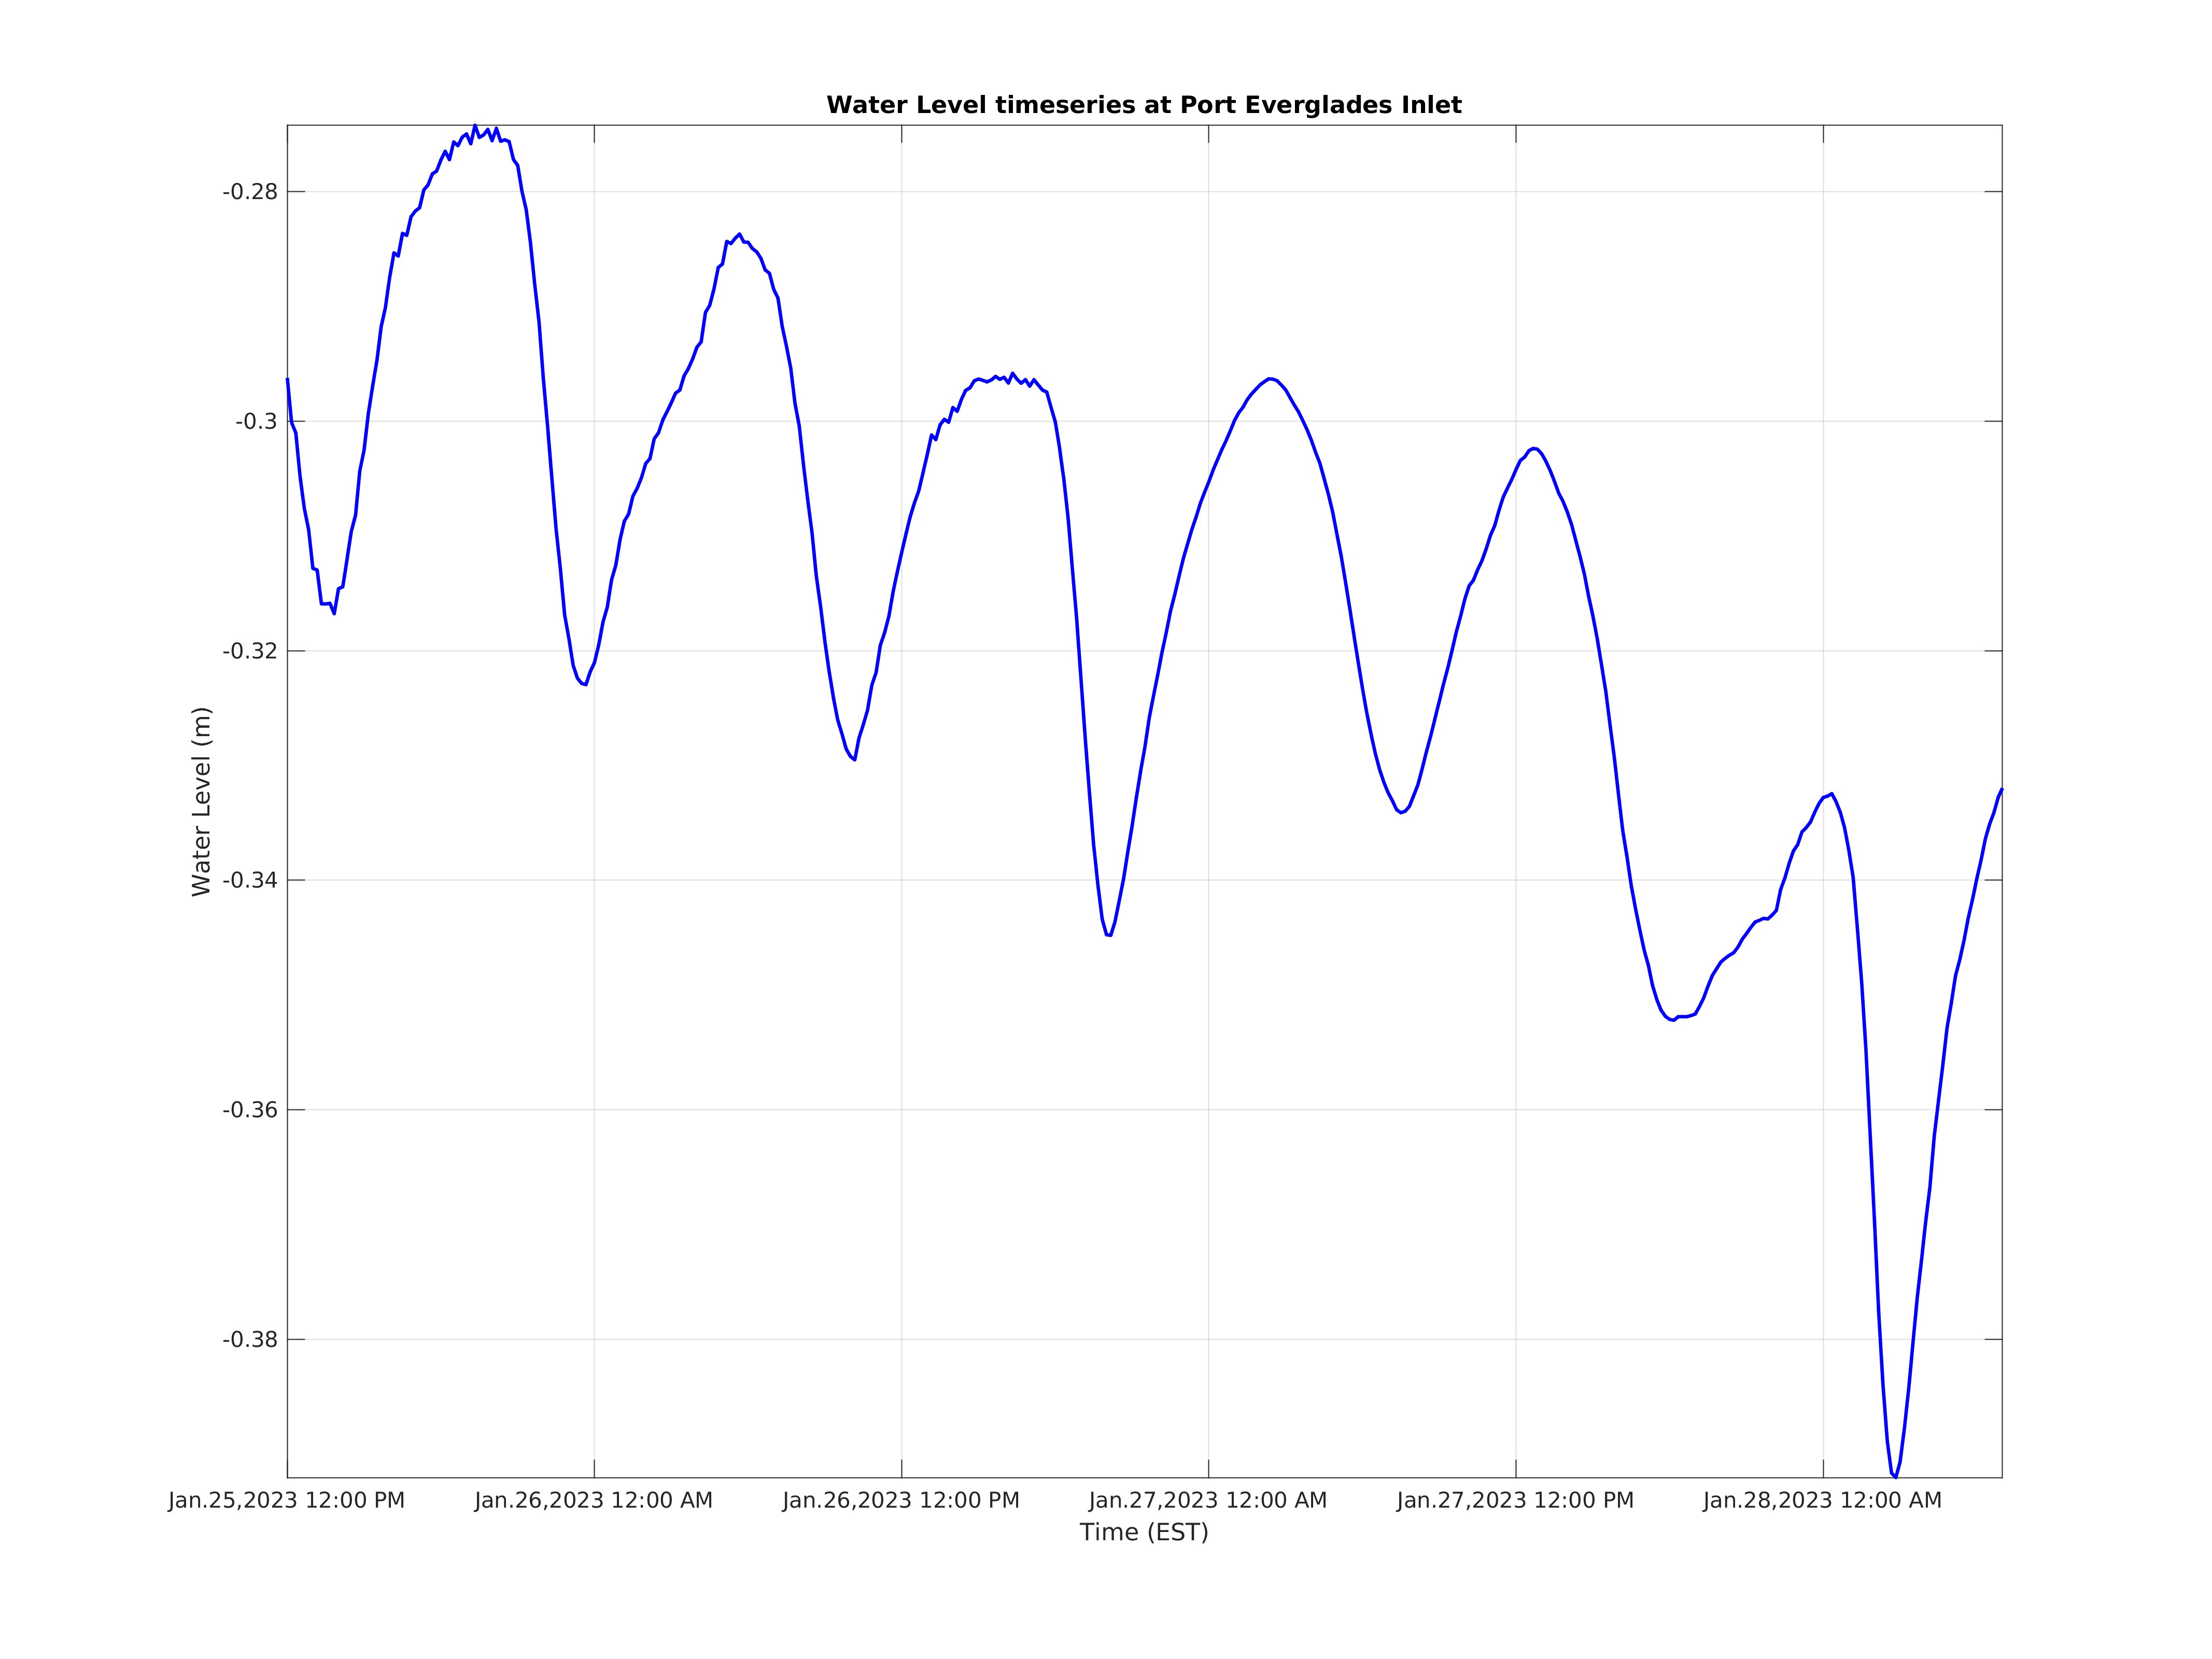 Water Level timeseries at Port Everglades Inlet
Water Level (m)
-0.28
-0.3
-0.32
-0.34
-0.36
-0.38
Jan.25,2023 12:00 PM Jan.26,2023 12:00 AM Jan.26,2023 12:00 PM Jan.27,2023 12:00 AM Jan.27,2023 12:00 PM Jan.28,2023 12:00 AM
Time (EST)